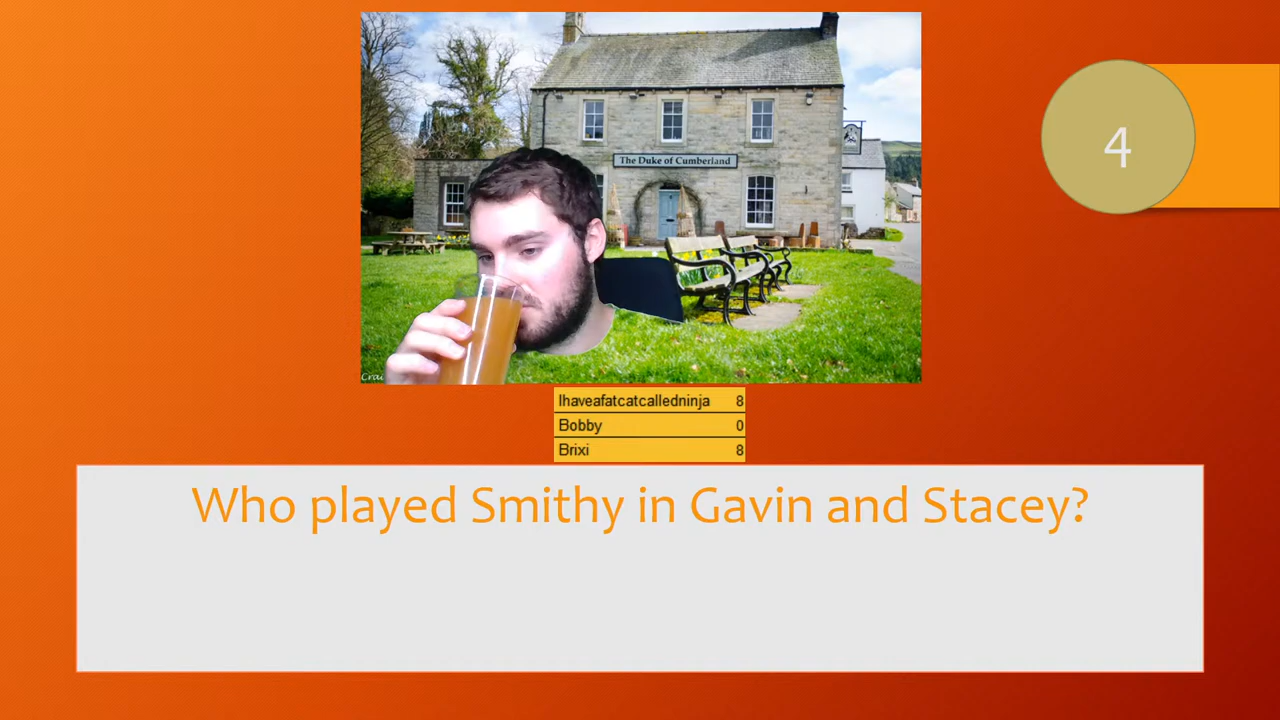 The Duke of Cumberland
4
Ihaveafatcatcalledninja 8
Bobby 0
Brixi 8
Who played Smithy in Gavin and Stacey?